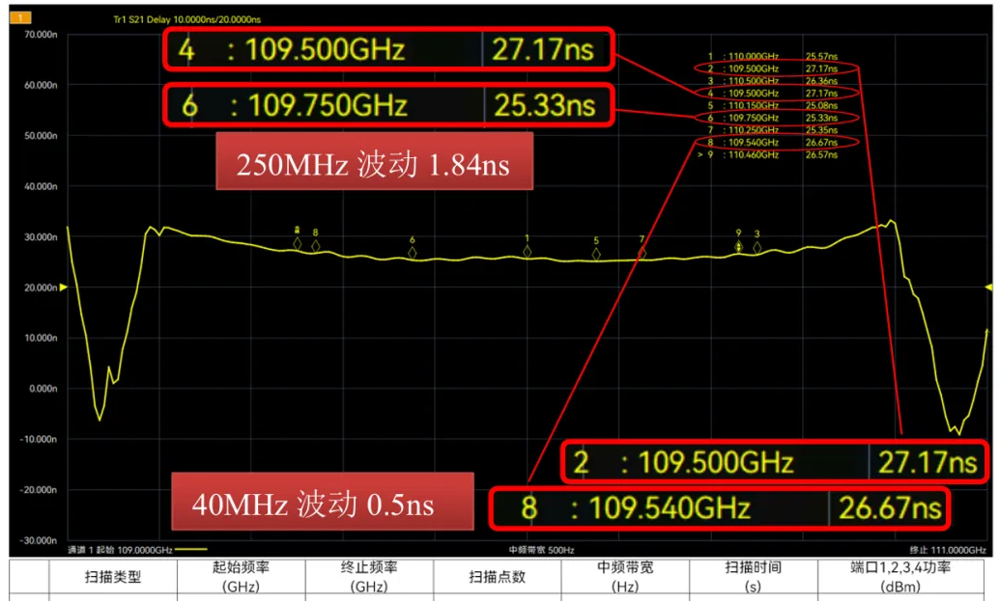 1
Tr1 S21 Delay 10.0000ns/20.0000ns
70.000n
60.000n
50.000n
40.000n
30.000n
20.000n
10.000n
0.000n
-10.000n
-20.000n
-30.000n
4 : 109.500GHz 27.17ns
6 : 109.750GHz 25.33ns
250MHz 波动 1.84ns
1 : 110.000GHz 25.57ns
2 : 109.500GHz 27.17ns
3 : 110.500GHz 26.36ns
4 : 109.500GHz 27.17ns
5 : 110.150GHz 25.08ns
6 : 109.750GHz 25.33ns
7 : 110.250GHz 25.35ns
8 : 109.540GHz 26.67ns
> 9 : 110.460GHz 26.57ns
8 6 1 5 7 9 3
2 : 109.500GHz 27.17ns
8 : 109.540GHz 26.67ns
40MHz 波动 0.5ns
通道 1 起始 109.0000GHz 中频带宽 500Hz 终止 111.0000GHz
扫描类型
起始频率
(GHz)
终止频率
(GHz)
扫描点数
中频带宽
(Hz)
扫描时间
(s)
端口1,2,3,4功率
(dBm)